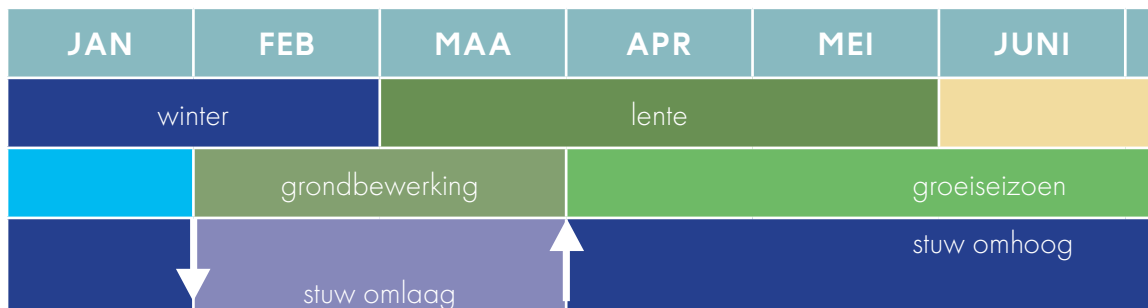 JAN FEB MAA APR MEI JUNI
winter lente
grondbewerking groeiseizoen
stuw omhoog
stuw omlaag